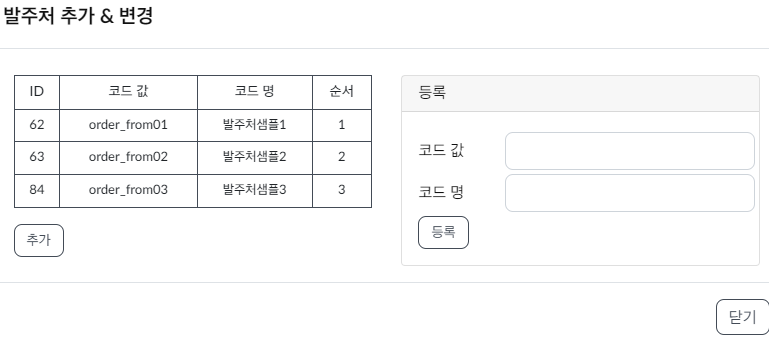 발주처 추가 & 변경
ID 코드 값 코드 명 순서
62 order_from01 발주처샘플1 1
63 order_from02 발주처샘플2 2
84 order_from03 발주처샘플3 3
추가
등록
코드 값
코드 명
등록
닫기